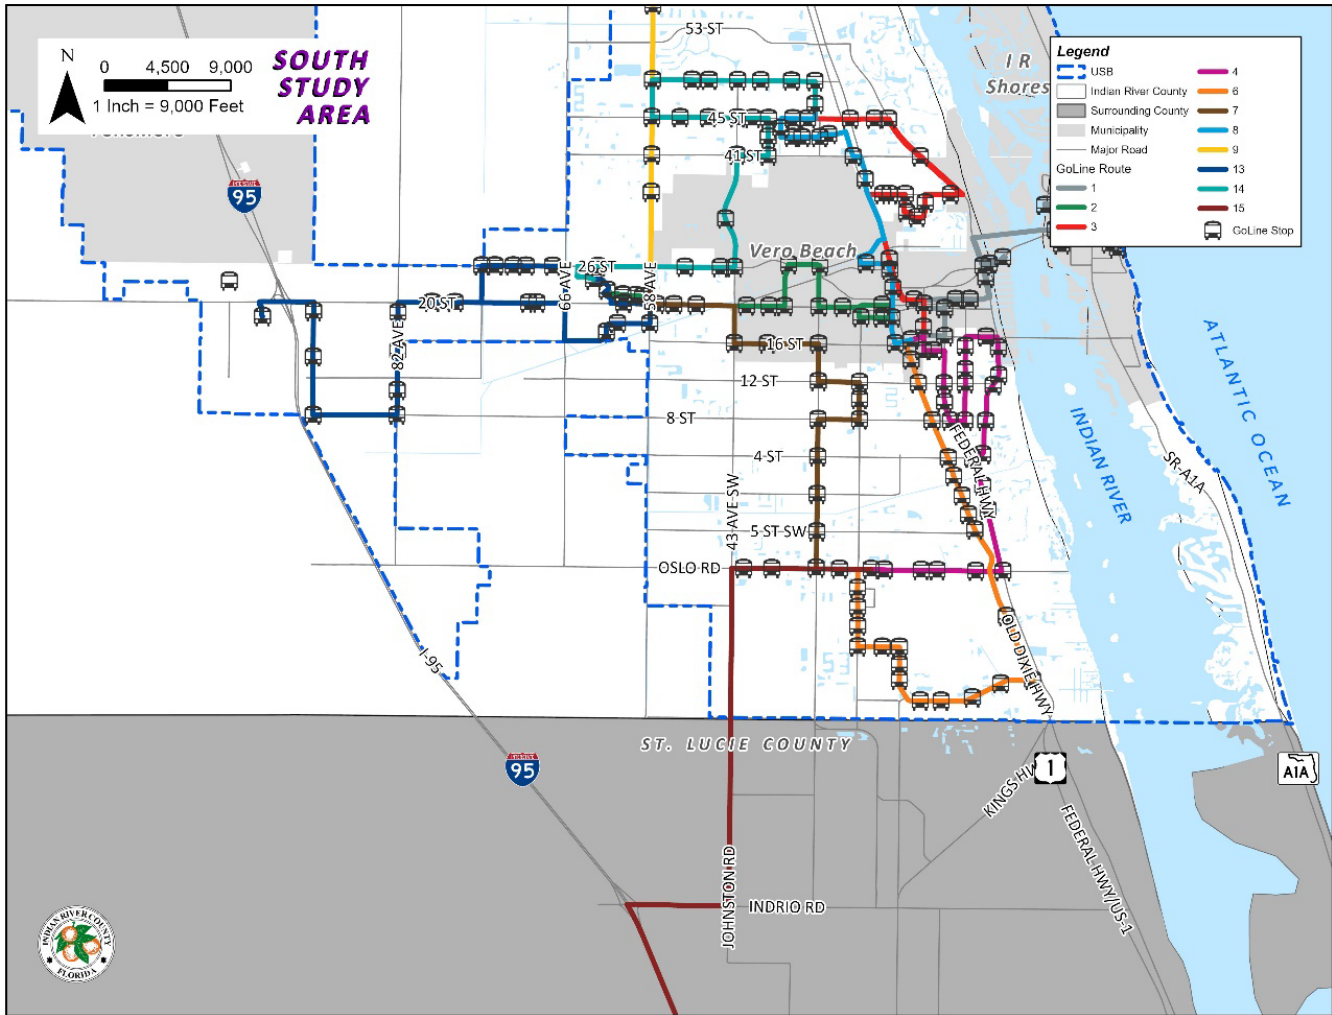 53 ST
N
0 4,500 9,000
1 Inch = 9,000 Feet
SOUTH
STUDY
AREA
I R
Shores
Legend
USB
Indian River County
Surrounding County
Municipality
Major Road
GoLine Route
1
2
3
4
6
7
8
9
13
14
15
GoLine Stop
45 ST
41 ST
95
Vero Beach
26 ST
66 AVE
58 AVE
20 ST
82 AVE
16 ST
12 ST
8 ST
4 ST
FEDERAL HWY
43 AVE SW
5 ST SW
OSLO RD
INDIAN RIVER
SR-A1A
ATLANTIC OCEAN
OLD DIXIE HWY
I-95
ST. LUCIE COUNTY
95
1
A1A
KINGS HW
FEDERAL HWY/US-1
JOHNSTON RD
INDRIO RD
INDIAN RIVER COUNTY
FLORIDA